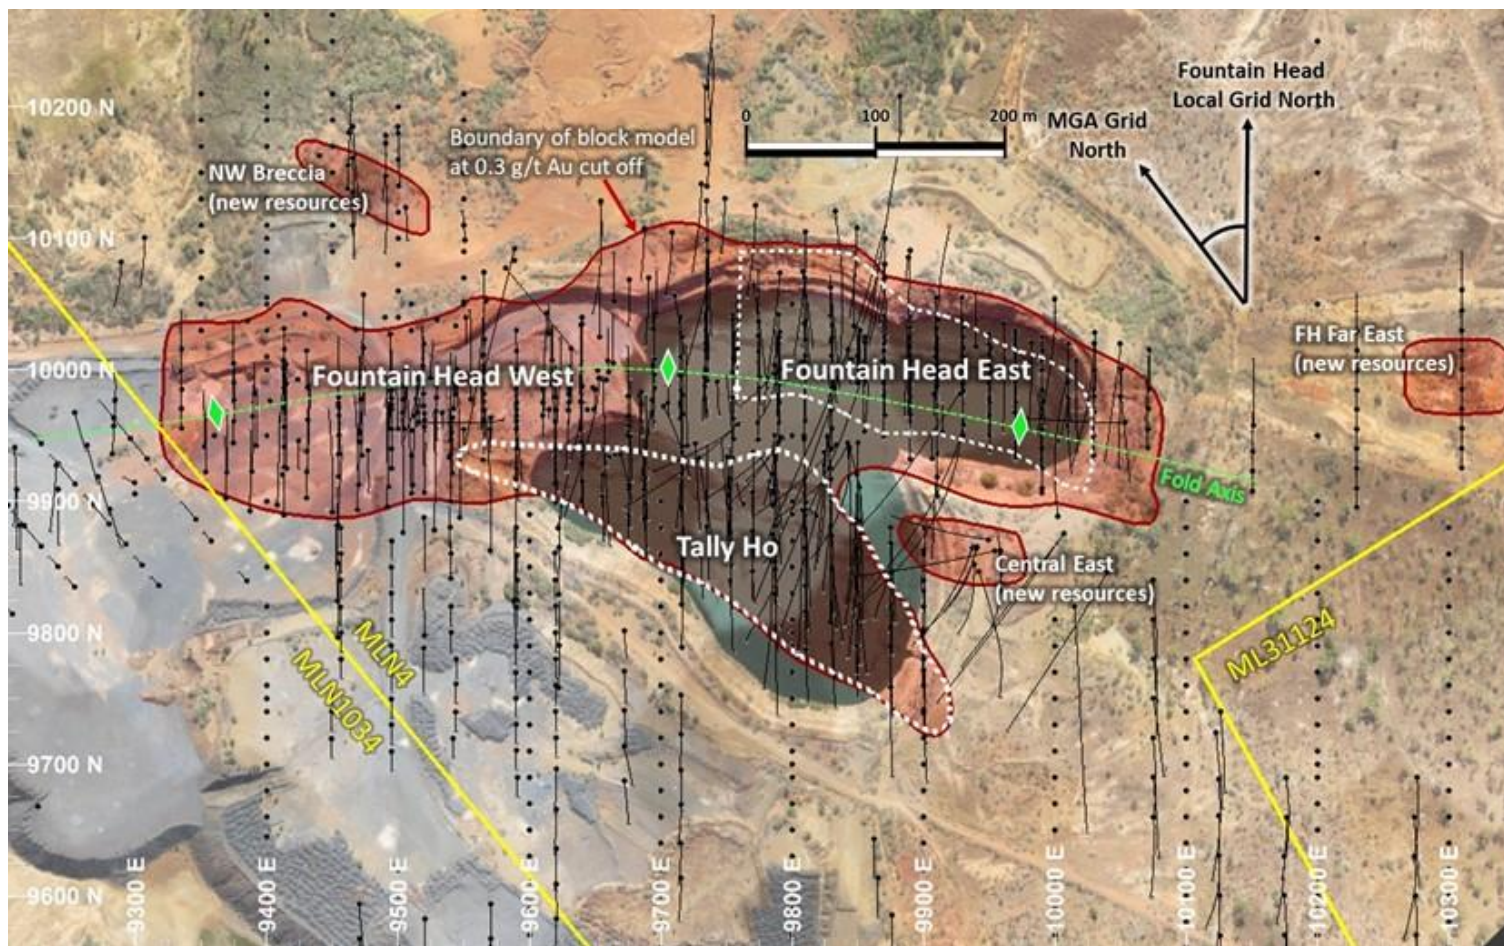 Fountain Head
Local Grid North
MGA Grid
North
0 100 200 m
10200 N
Boundary of block model
at 0.3 g/t Au cut off
NW Breccia
(new resources)
10100 N
FH Far East
(new resources)
10000 N
Fountain Head West
Fountain Head East
Fold Axis
9900 N
Tally Ho
Central East
(new resources)
9800 N
MLN4
MLN1034
ML31124
9700 N
9600 N
9300 E
9400 E
9500 E
9600 E
9700 E
9800 E
9900 E
10000 E
10100 E
10200 E
10300 E